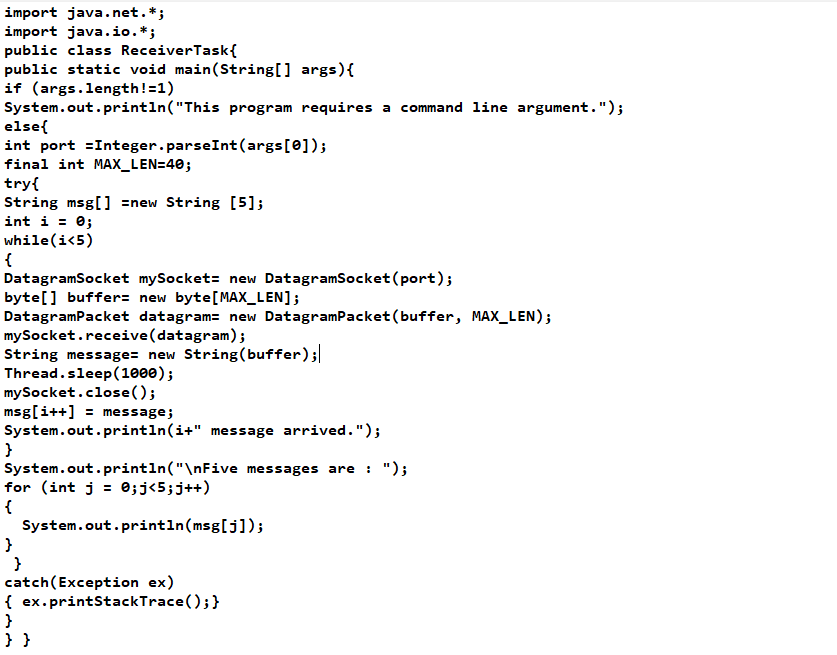 import java.net.*;
import java.io.*;
public class ReceiverTask{
public static void main(String[] args){
if (args.length!=1)
System.out.println("This program requires a command line argument.");
else{
int port =Integer.parseInt(args[0]);
final int MAX_LEN=40;
try{
String msg[] =new String [5];
int i = 0;
while(i<5)
{
DatagramSocket mySocket= new DatagramSocket(port);
byte[] buffer= new byte[MAX_LEN];
DatagramPacket datagram= new DatagramPacket(buffer, MAX_LEN);
mySocket.receive(datagram);
String message= new String(buffer);
Thread.sleep(1000);
mySocket.close();
msg[i++] = message;
System.out.println(i+" message arrived.");
}
System.out.println("\nFive messages are : ");
for (int j = 0;j<5;j++)
{
  System.out.println(msg[j]);
}
 }
catch(Exception ex)
{ ex.printStackTrace();}
}
} }